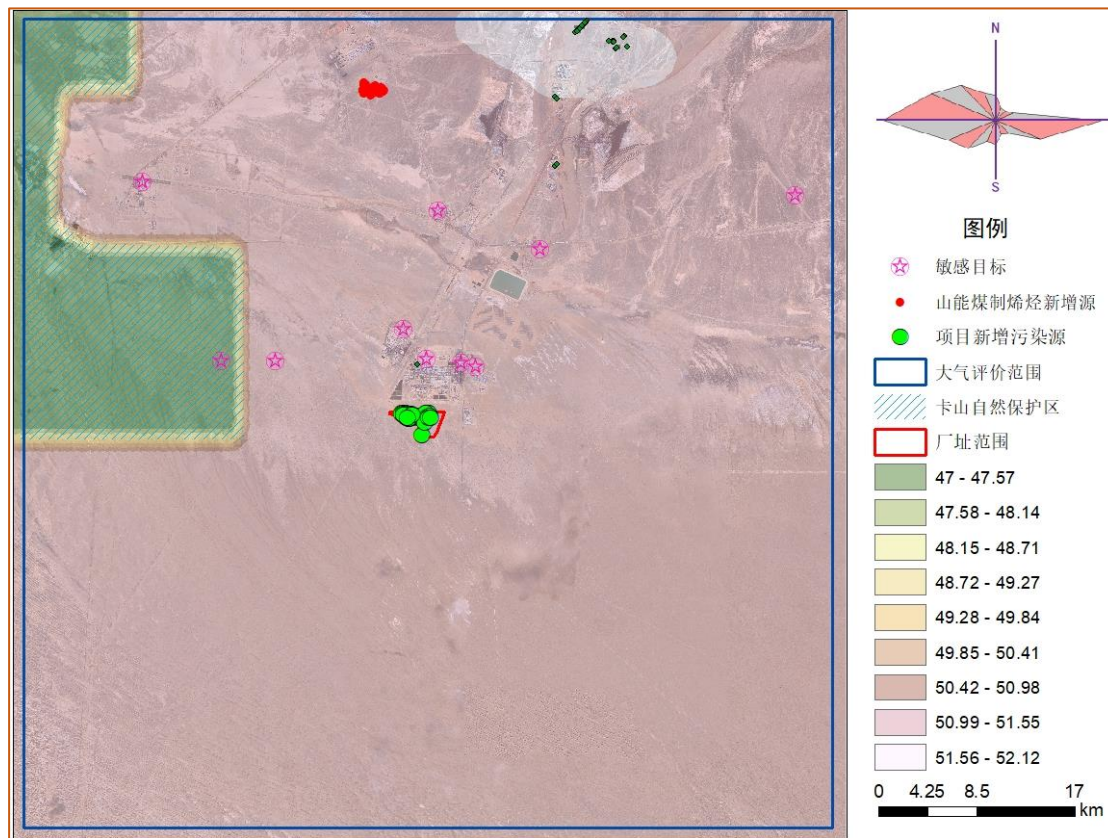 N
S
图例
敏感目标
山能煤制烯烃新增源
项目新增污染源
大气评价范围
卡山自然保护区
厂址范围
47 - 47.57
47.58 - 48.14
48.15 - 48.71
48.72 - 49.27
49.28 - 49.84
49.85 - 50.41
50.42 - 50.98
50.99 - 51.55
51.56 - 52.12
0 4.25 8.5 17
km